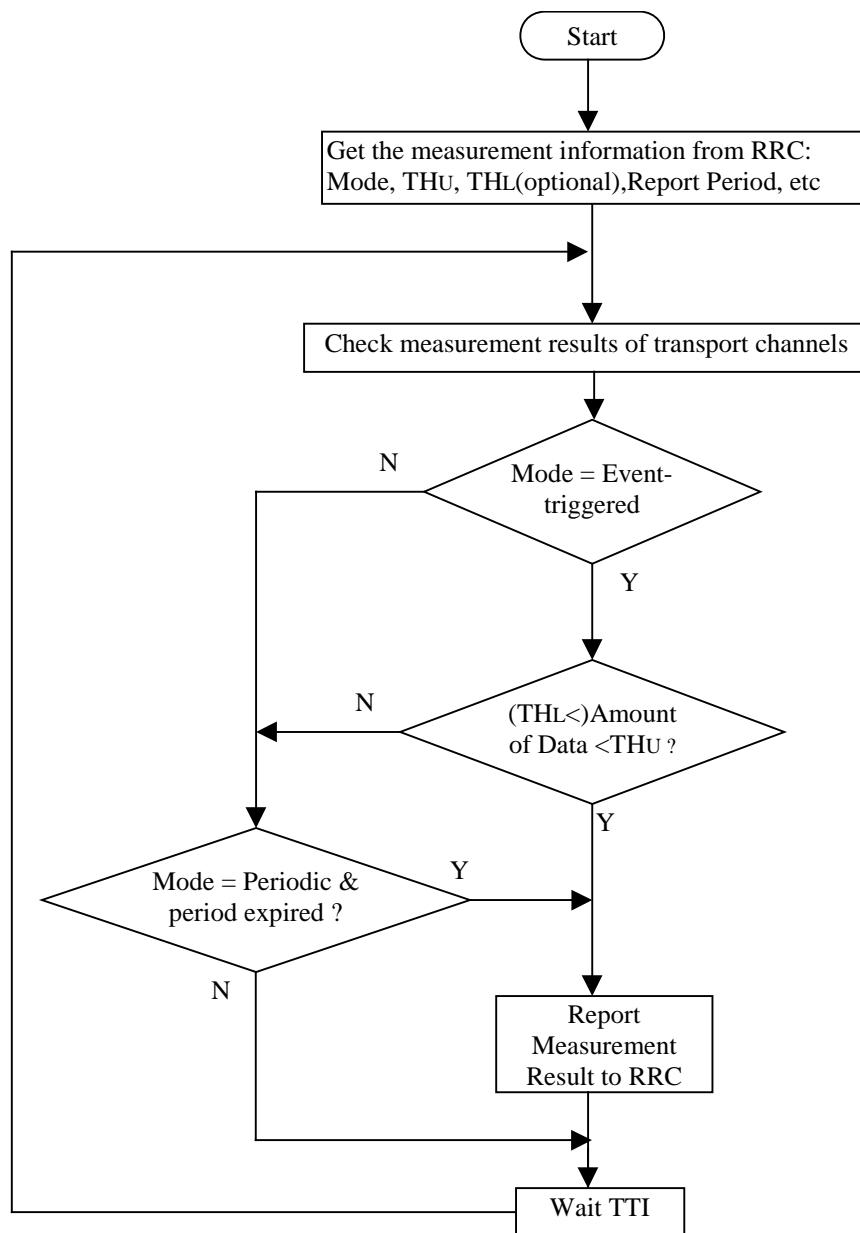 Start
Get the measurement information from RRC:
Mode, THU, THL(optional),Report Period, etc
Check measurement results of transport channels
N
Mode = Event-
triggered
Y
N
(THL<)Amount
of Data <THU ?
Y
Mode = Periodic &
period expired ?
Y
N
Report
Measurement
Result to RRC
Wait TTI